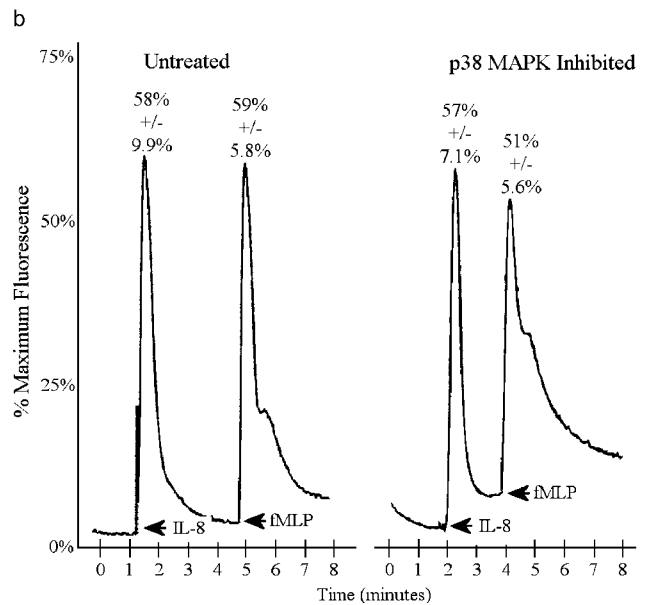 b
Untreated
p38 MAPK Inhibited
58%
+/-
9.9%
59%
+/-
5.8%
57%
+/-
7.1%
51%
+/-
5.6%
75%
50%
25%
0%
% Maximum Fluorescence
IL-8
fMLP
IL-8
fMLP
0 1 2 3 4 5 6 7 8
0 1 2 3 4 5 6 7 8
Time (minutes)